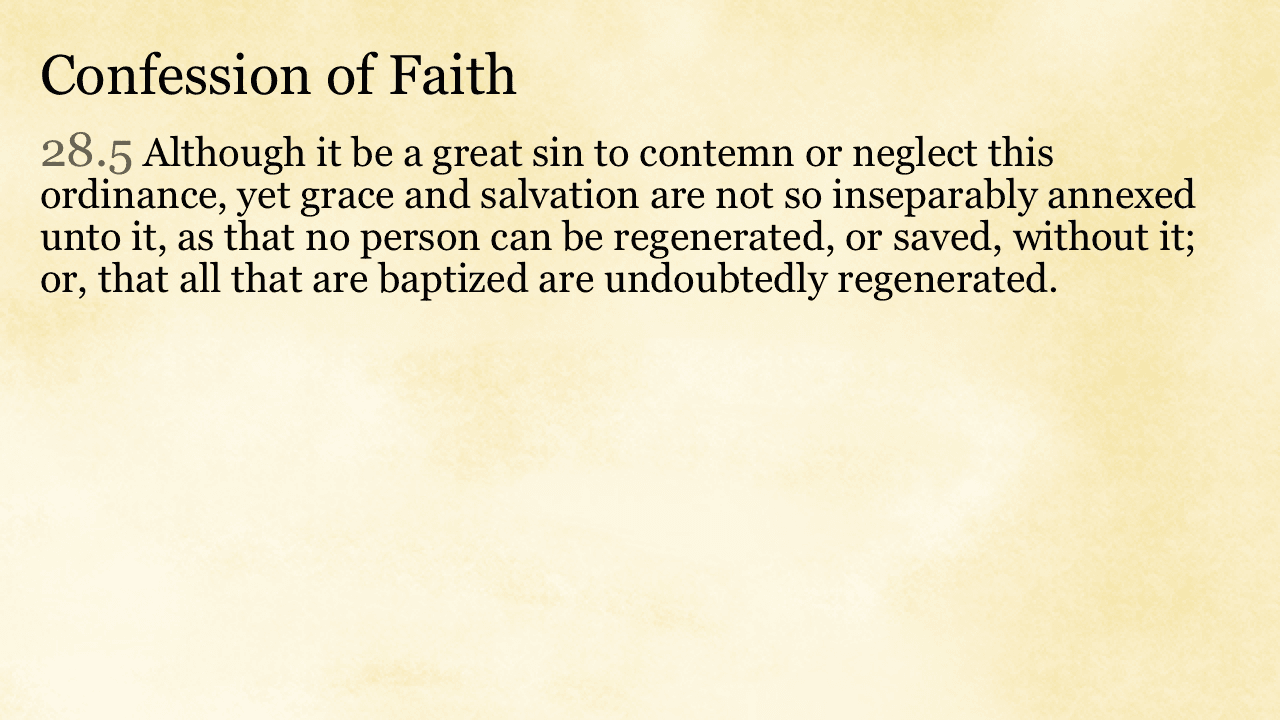 Confession of Faith
28.5 Although it be a great sin to contemn or neglect this
ordinance, yet grace and salvation are not so inseparably annexed
unto it, as that no person can be regenerated, or saved, without it;
or, that all that are baptized are undoubtedly regenerated.